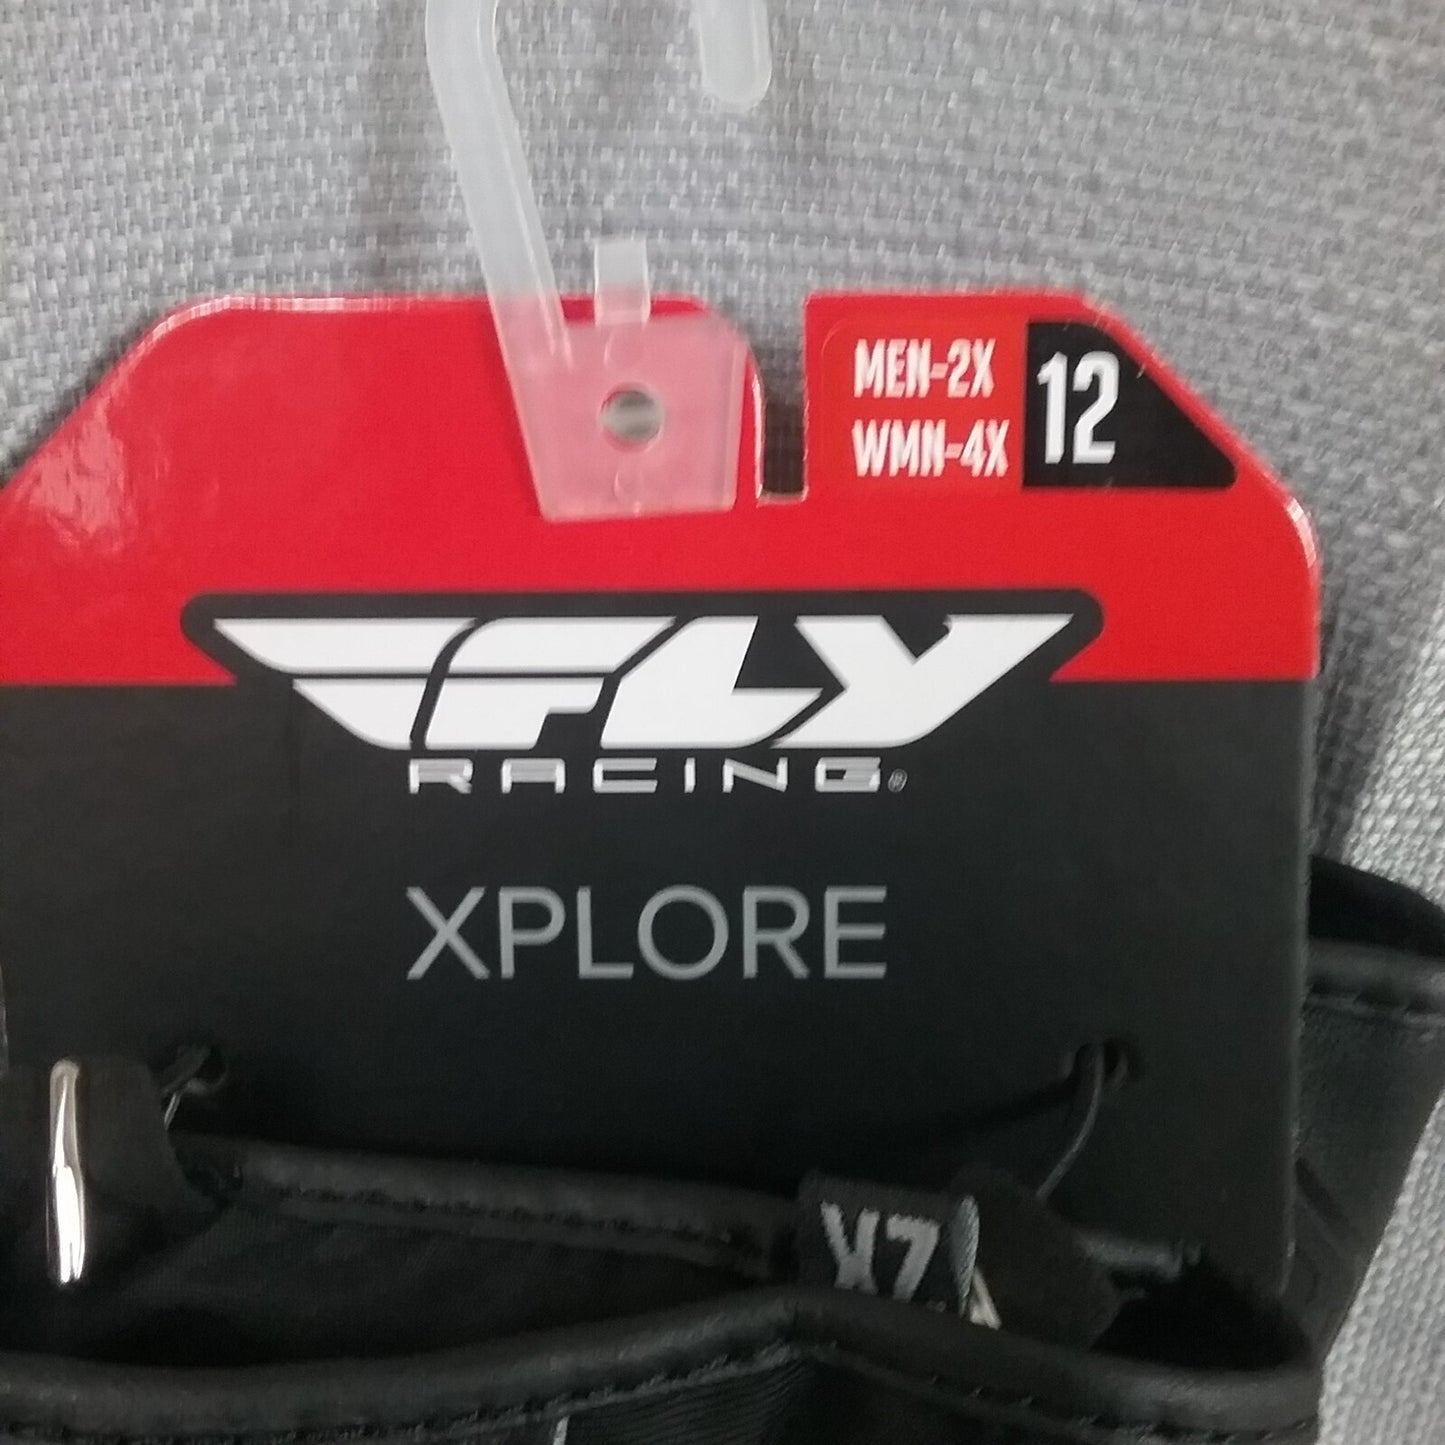 MEN-2X
WMN-4X
12
FLY
RACING®
XPLORE